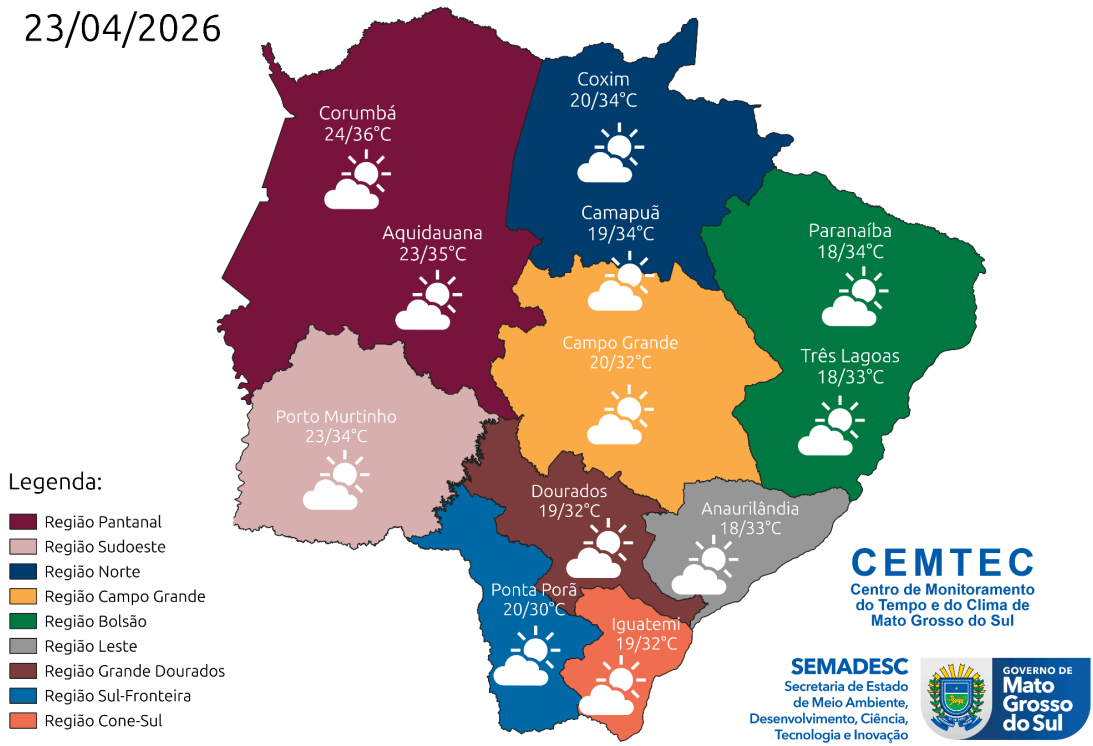 23/04/2026
Coxim
20/34°C
Corumbá
24/36°C
Camapuã
19/34°C
Aquidauana
23/35°C
Paranaíba
18/34°C
Campo Grande
20/32°C
Três Lagoas
18/33°C
Porto Murtinho
23/34°C
Dourados
19/32°C
Anaurilândia
18/33°C
Ponta Porã
20/30°C
Iguatemi
19/32°C
Legenda:
Região Pantanal
Região Sudoeste
Região Norte
Região Campo Grande
Região Bolsão
Região Leste
Região Grande Dourados
Região Sul-Fronteira
Região Cone-Sul
CEMTEC
Centro de Monitoramento
do Tempo e do Clima de
Mato Grosso do Sul
SEMADESC
Secretaria de Estado
de Meio Ambiente,
Desenvolvimento, Ciência,
Tecnologia e Inovação
GOVERNO DE
Mato
Grosso
do Sul